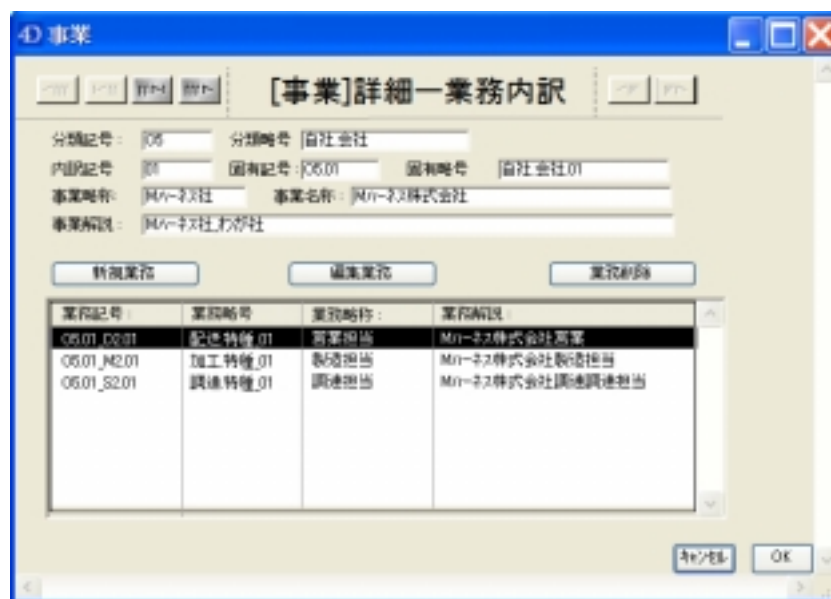 4D 事業
[事業]詳細ー業務内訳
分類記号: 05 分類略号 自社.会社
内訳記号 01 固有記号: 05.01 固有略号 自社.会社.01
事業略称: Mハーネス社 事業名称: Mハーネス株式会社
事業解説: Mハーネス社,わが社
新規業務 編集業務 業務削除
業務記号: 業務略号 業務略称: 業務解説:
05.01_D2.01 配送.特種_01 営業担当 Mハーネス株式会社営業
05.01_M2.01 加工.特種_01 製造担当 Mハーネス株式会社製造担当
05.01_S2.01 調達.特種_01 調達担当 Mハーネス株式会社調達調達担当
キャンセル OK